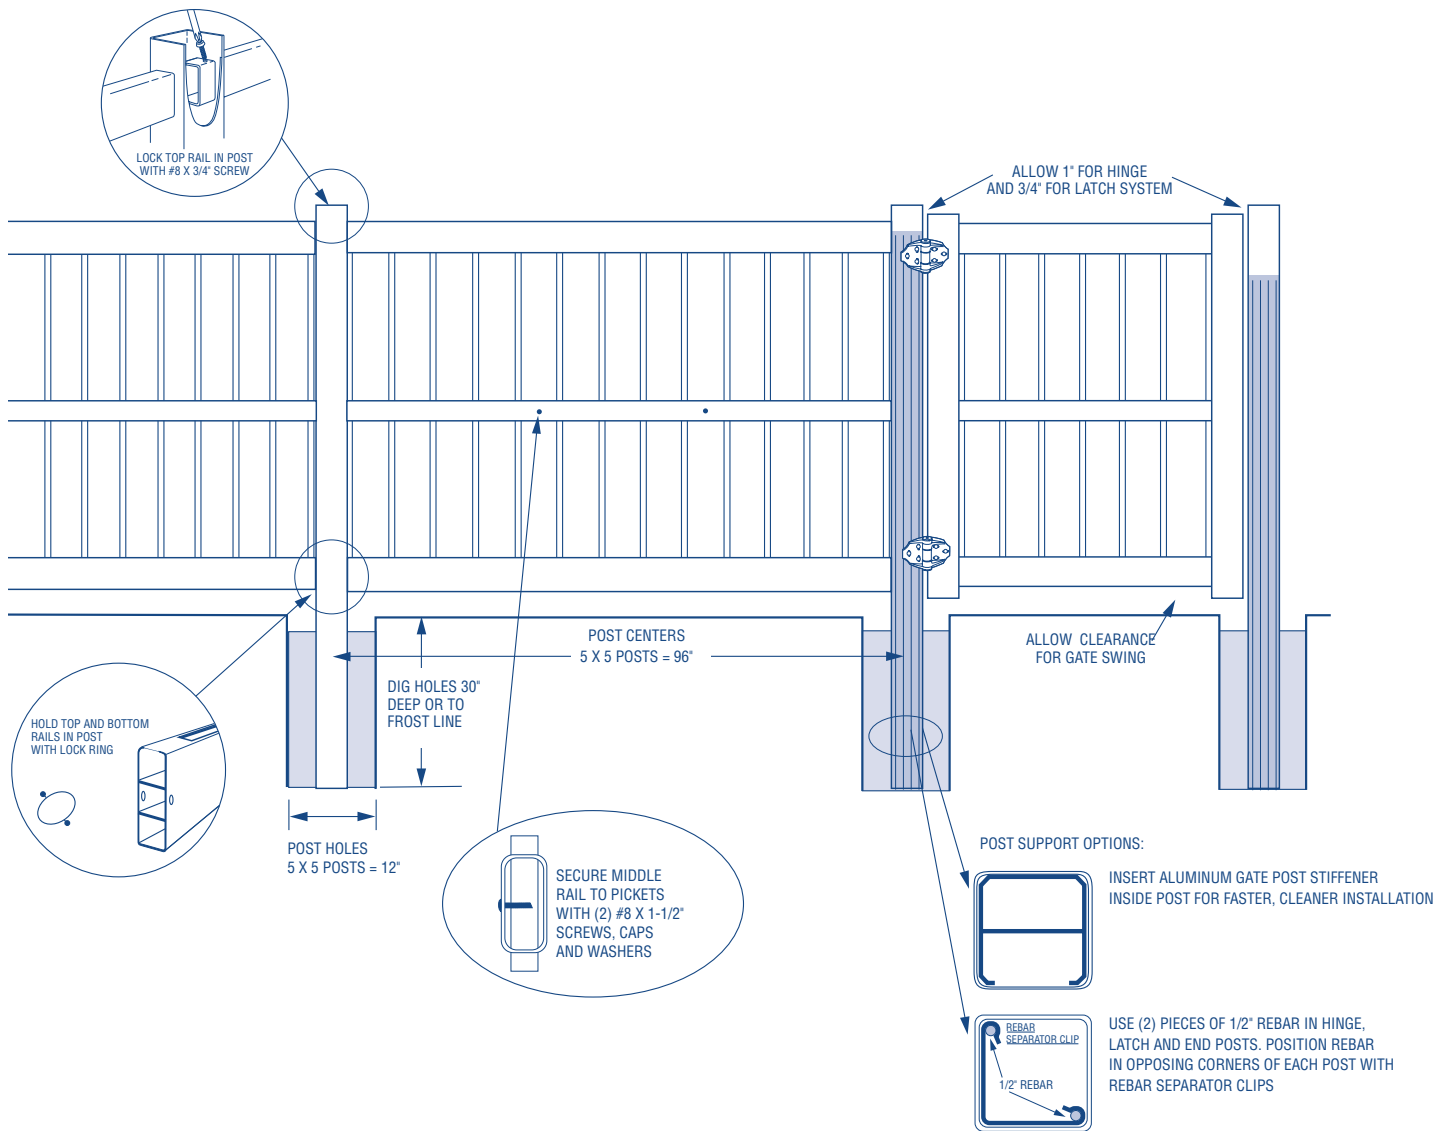 LOCK TOP RAIL IN POST
WITH #8 X 3/4" SCREW
ALLOW 1" FOR HINGE
AND 3/4" FOR LATCH SYSTEM
POST CENTERS
5 X 5 POSTS = 96"
ALLOW CLEARANCE
FOR GATE SWING
DIG HOLES 30"
DEEP OR TO
FROST LINE
HOLD TOP AND BOTTOM
RAILS IN POST
WITH LOCK RING
POST HOLES
5 X 5 POSTS = 12"
SECURE MIDDLE
RAIL TO PICKETS
WITH (2) #8 X 1-1/2"
SCREWS, CAPS
AND WASHERS
POST SUPPORT OPTIONS:
INSERT ALUMINUM GATE POST STIFFENER
INSIDE POST FOR FASTER, CLEANER INSTALLATION
REBAR
SEPARATOR CLIP
1/2" REBAR
USE (2) PIECES OF 1/2" REBAR IN HINGE,
LATCH AND END POSTS. POSITION REBAR
IN OPPOSING CORNERS OF EACH POST WITH
REBAR SEPARATOR CLIPS